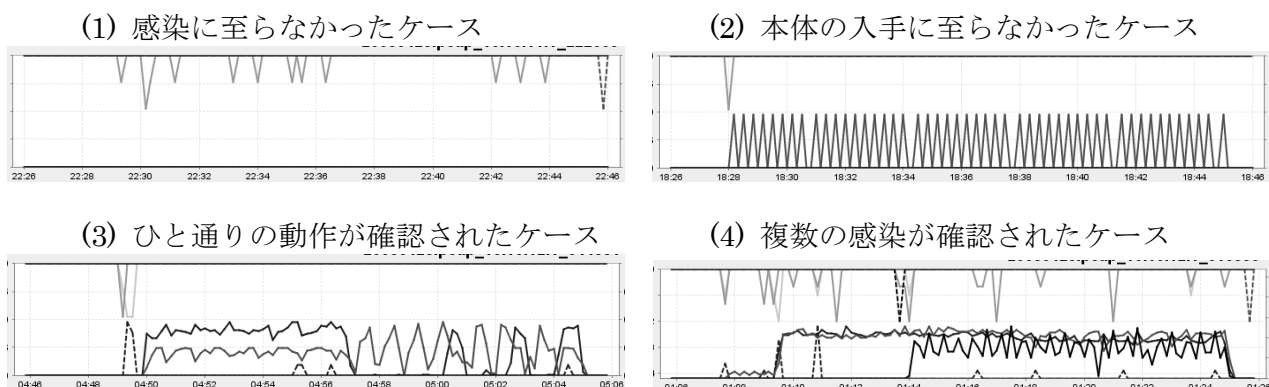 (1) 感染に至らなかったケース
(2) 本体の入手に至らなかったケース
22:26 22:28 22:30 22:32 22:34 22:36 22:38 22:40 22:42 22:44 22:46
18:26 18:28 18:30 18:32 18:34 18:36 18:38 18:40 18:42 18:44 18:46
(3) ひと通りの動作が確認されたケース
(4) 複数の感染が確認されたケース
04:46 04:48 04:50 04:52 04:54 04:56 04:58 05:00 05:02 05:04 05:06